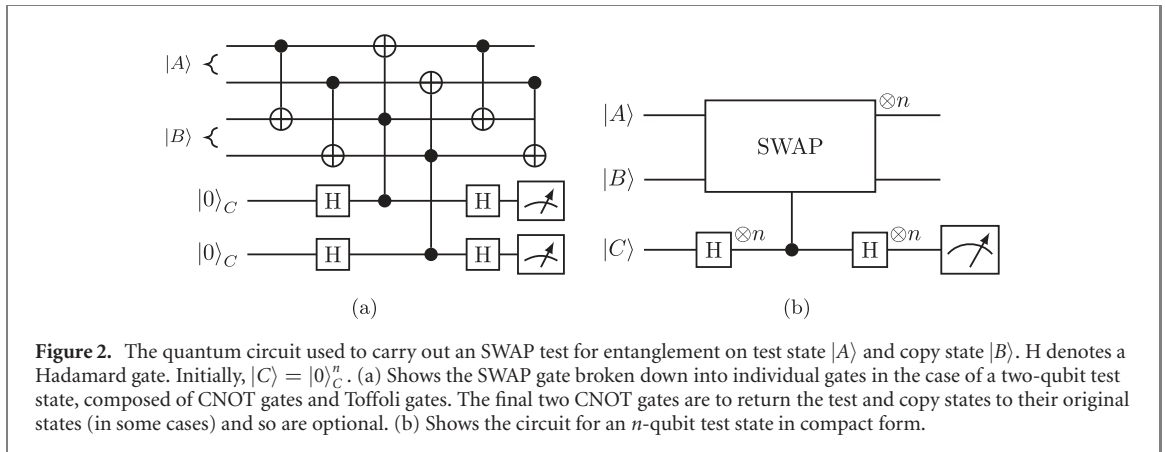 |A⟩
|B⟩
|0⟩_C H H
|0⟩_C H H
(a)
|A⟩ ⊗n
SWAP
|B⟩
|C⟩ H ⊗n H ⊗n
(b)
Figure 2. The quantum circuit used to carry out an SWAP test for entanglement on test state |A⟩ and copy state |B⟩. H denotes a
Hadamard gate. Initially, |C⟩ = |0⟩_C^n. (a) Shows the SWAP gate broken down into individual gates in the case of a two-qubit test
state, composed of CNOT gates and Toffoli gates. The final two CNOT gates are to return the test and copy states to their original
states (in some cases) and so are optional. (b) Shows the circuit for an n-qubit test state in compact form.